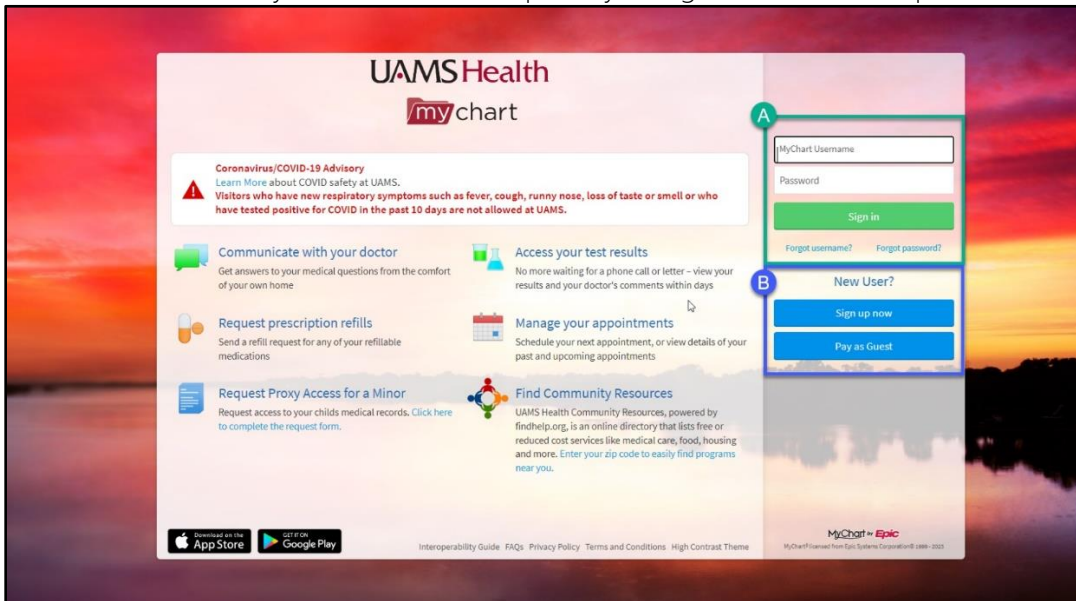 UAMS Health
my chart
Coronavirus/COVID-19 Advisory
Learn More about COVID safety at UAMS.
Visitors who have new respiratory symptoms such as fever, cough, runny nose, loss of taste or smell or who
have tested positive for COVID in the past 10 days are not allowed at UAMS.
Communicate with your doctor
Get answers to your medical questions from the comfort
of your own home
Access your test results
No more waiting for a phone call or letter – view your
results and your doctor's comments within days
Request prescription refills
Send a refill request for any of your refillable
medications
Manage your appointments
Schedule your next appointment, or view details of your
past and upcoming appointments
Request Proxy Access for a Minor
Request access to your childs medical records. Click here
to complete the request form.
Find Community Resources
UAMS Health Community Resources, powered by
findhelp.org, is an online directory that lists free or
reduced cost services like medical care, food, housing
and more. Enter your zip code to easily find programs
near you.
A
MyChart Username
Password
Sign in
Forgot username? Forgot password?
B
New User?
Sign up now
Pay as Guest
Download on the
App Store
GET IT ON
Google Play
Interoperability Guide FAQs Privacy Policy Terms and Conditions High Contrast Theme
MyChart by Epic
MyChart® licensed from Epic Systems Corporation© 1999 - 2023